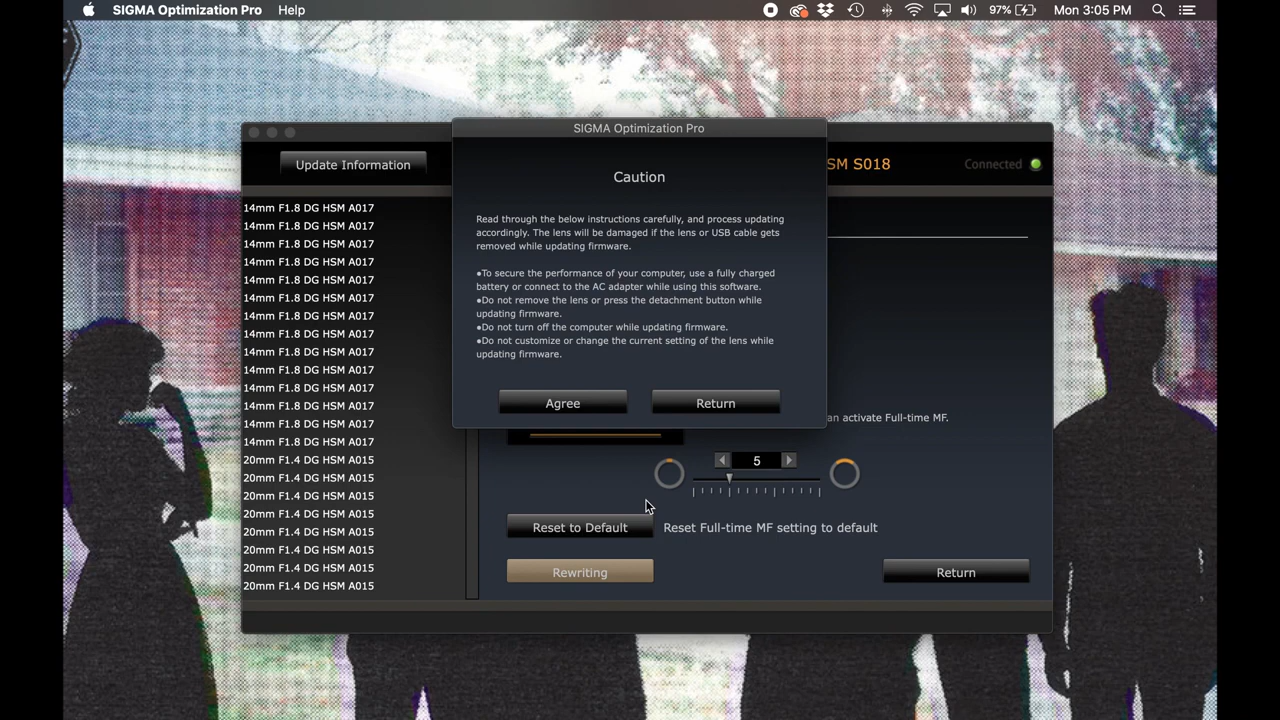 SIGMA Optimization Pro Help 97% Mon 3:05 PM
SIGMA Optimization Pro
Update Information
SM S018
Connected
Caution
Read through the below instructions carefully, and process updating
accordingly. The lens will be damaged if the lens or USB cable gets
removed while updating firmware.
●To secure the performance of your computer, use a fully charged
battery or connect to the AC adapter while using this software.
●Do not remove the lens or press the detachment button while
updating firmware.
●Do not turn off the computer while updating firmware.
●Do not customize or change the current setting of the lens while
updating firmware.
Agree
Return
14mm F1.8 DG HSM A017
14mm F1.8 DG HSM A017
14mm F1.8 DG HSM A017
14mm F1.8 DG HSM A017
14mm F1.8 DG HSM A017
14mm F1.8 DG HSM A017
14mm F1.8 DG HSM A017
14mm F1.8 DG HSM A017
14mm F1.8 DG HSM A017
14mm F1.8 DG HSM A017
14mm F1.8 DG HSM A017
14mm F1.8 DG HSM A017
14mm F1.8 DG HSM A017
14mm F1.8 DG HSM A017
20mm F1.4 DG HSM A015
20mm F1.4 DG HSM A015
20mm F1.4 DG HSM A015
20mm F1.4 DG HSM A015
20mm F1.4 DG HSM A015
20mm F1.4 DG HSM A015
20mm F1.4 DG HSM A015
20mm F1.4 DG HSM A015
an activate Full-time MF.
5
Reset to Default
Reset Full-time MF setting to default
Rewriting
Return